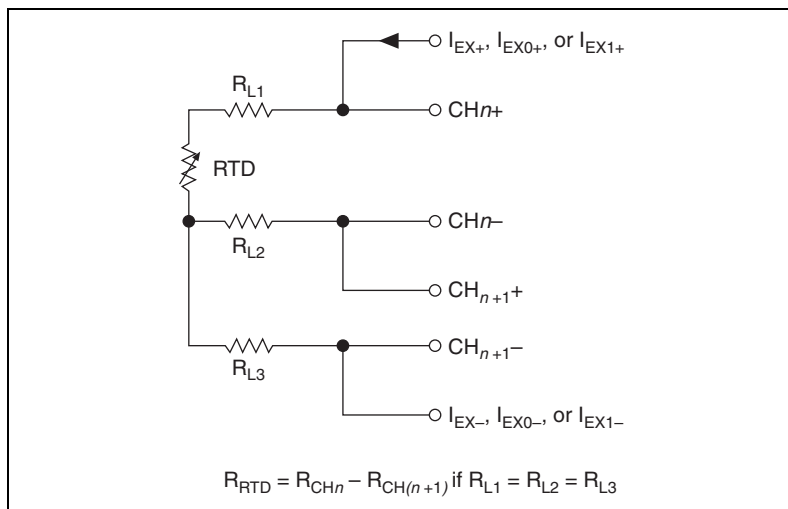 I_EX+, I_EX0+, or I_EX1+
R_L1
CHn+
RTD
CHn–
R_L2
CH_n+1+
CH_n+1–
R_L3
I_EX–, I_EX0–, or I_EX1–
R_RTD = R_CHn – R_CH(n+1) if R_L1 = R_L2 = R_L3